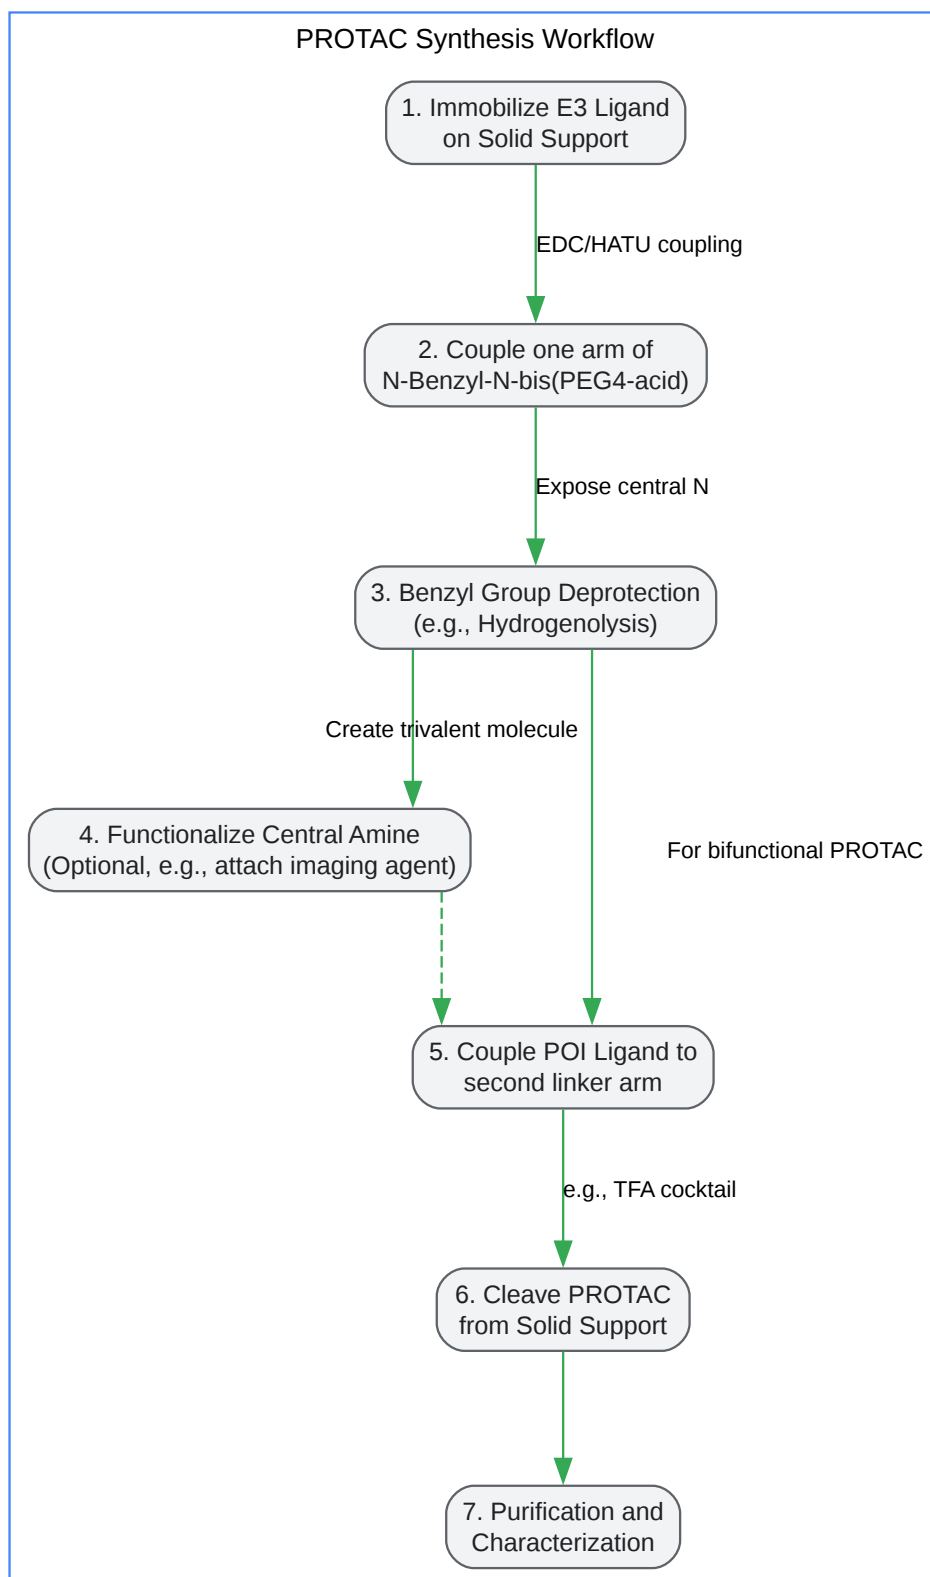 PROTAC Synthesis Workflow
1. Immobilize E3 Ligand
on Solid Support
EDC/HATU coupling
2. Couple one arm of
N-Benzyl-N-bis(PEG4-acid)
Expose central N
3. Benzyl Group Deprotection
(e.g., Hydrogenolysis)
Create trivalent molecule
4. Functionalize Central Amine
(Optional, e.g., attach imaging agent)
For bifunctional PROTAC
5. Couple POI Ligand to
second linker arm
e.g., TFA cocktail
6. Cleave PROTAC
from Solid Support
7. Purification and
Characterization